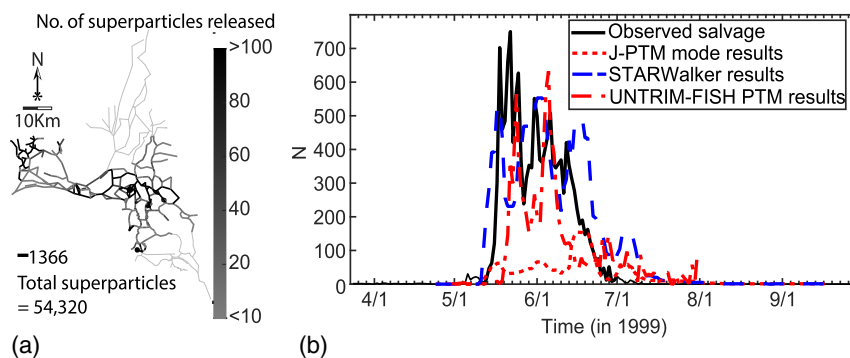 No. of superparticles released
N
10Km
>100
80
60
40
20
<10
1366
Total superparticles
= 54,320
(a)
700
600
500
400
300
200
100
0
N
4/1
5/1
6/1
7/1
8/1
9/1
Time (in 1999)
Observed salvage
J-PTM mode results
STARWalker results
UNTRIM-FISH PTM results
(b)